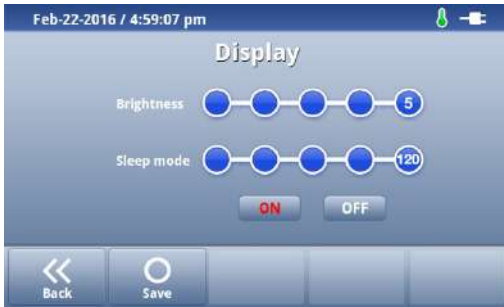 Feb-22-2016 / 4:59:07 pm
Display
Brightness 5
Sleep mode 120
ON OFF
Back Save